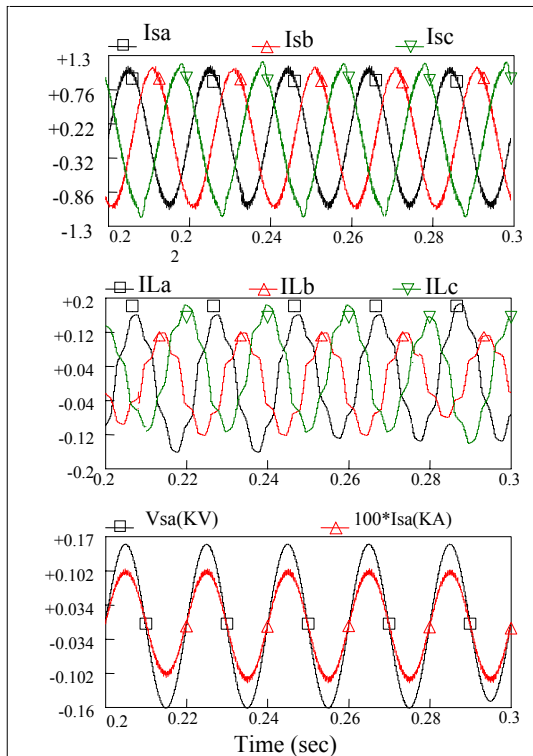 Isa Isb Isc
+1.3
+0.76
+0.22
-0.32
-0.86
-1.3
0.2 0.2 0.24 0.26 0.28 0.3
2
ILa ILb ILc
+0.2
+0.12
+0.04
-0.04
-0.12
-0.2
0.2 0.22 0.24 0.26 0.28 0.3
Vsa(KV) 100*Isa(KA)
+0.17
+0.102
+0.034
-0.034
-0.102
-0.16
0.2 0.22 0.24 0.26 0.28 0.3
Time (sec)